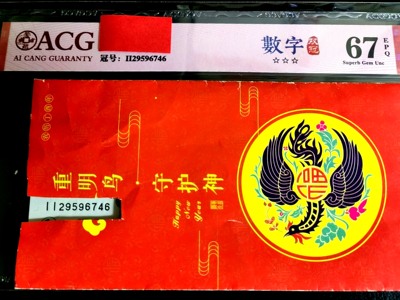 ACG
AI CANG GUARANTY
冠号: II29596746
數字
☆☆☆
67 EPQ
Superb Gem Unc
重明鸟
守护神
Happy New Year
II29596746
福